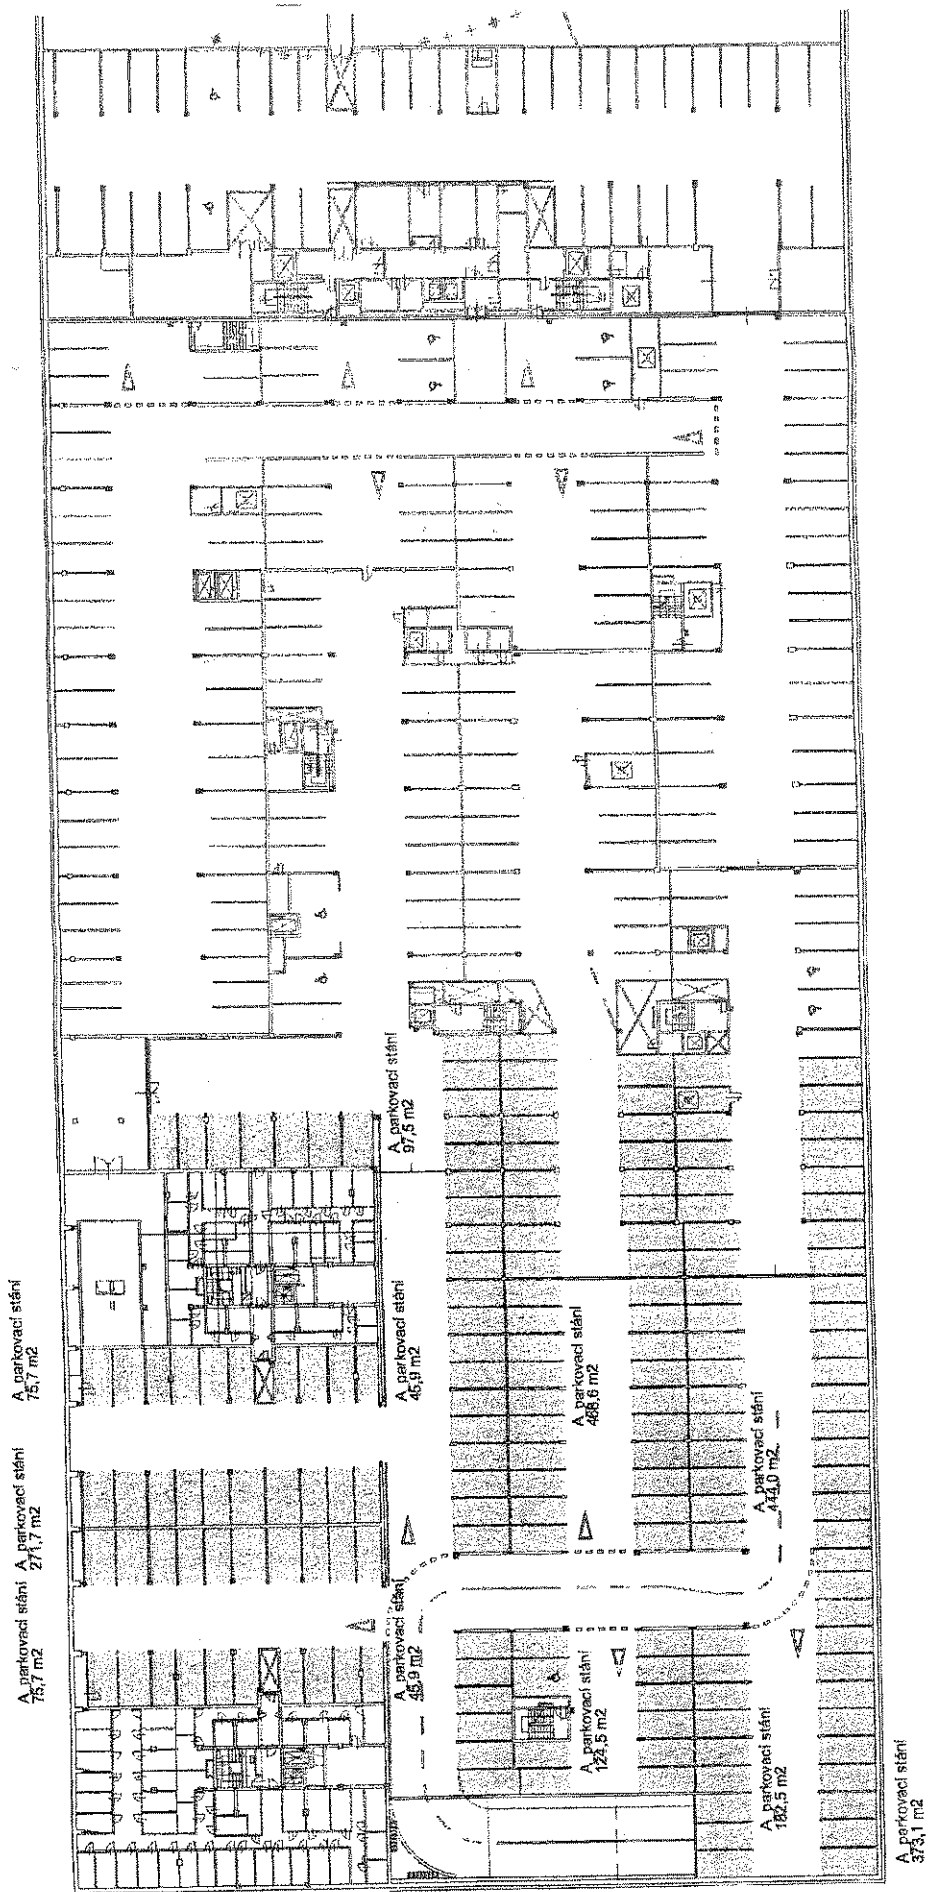 A_parkovací stání
97,5 m2
A_parkovací stání
75,7 m2
A_parkovací stání
45,9 m2
A_parkovací stání
468,6 m2
A_parkovací stání
444,0 m2
A_parkovací stání
271,7 m2
A_parkovací stání
75,7 m2
A_parkovací stání
45,9 m2
A_parkovací stání
124,5 m2
A_parkovací stání
182,5 m2
A_parkovací stání
373,1 m2